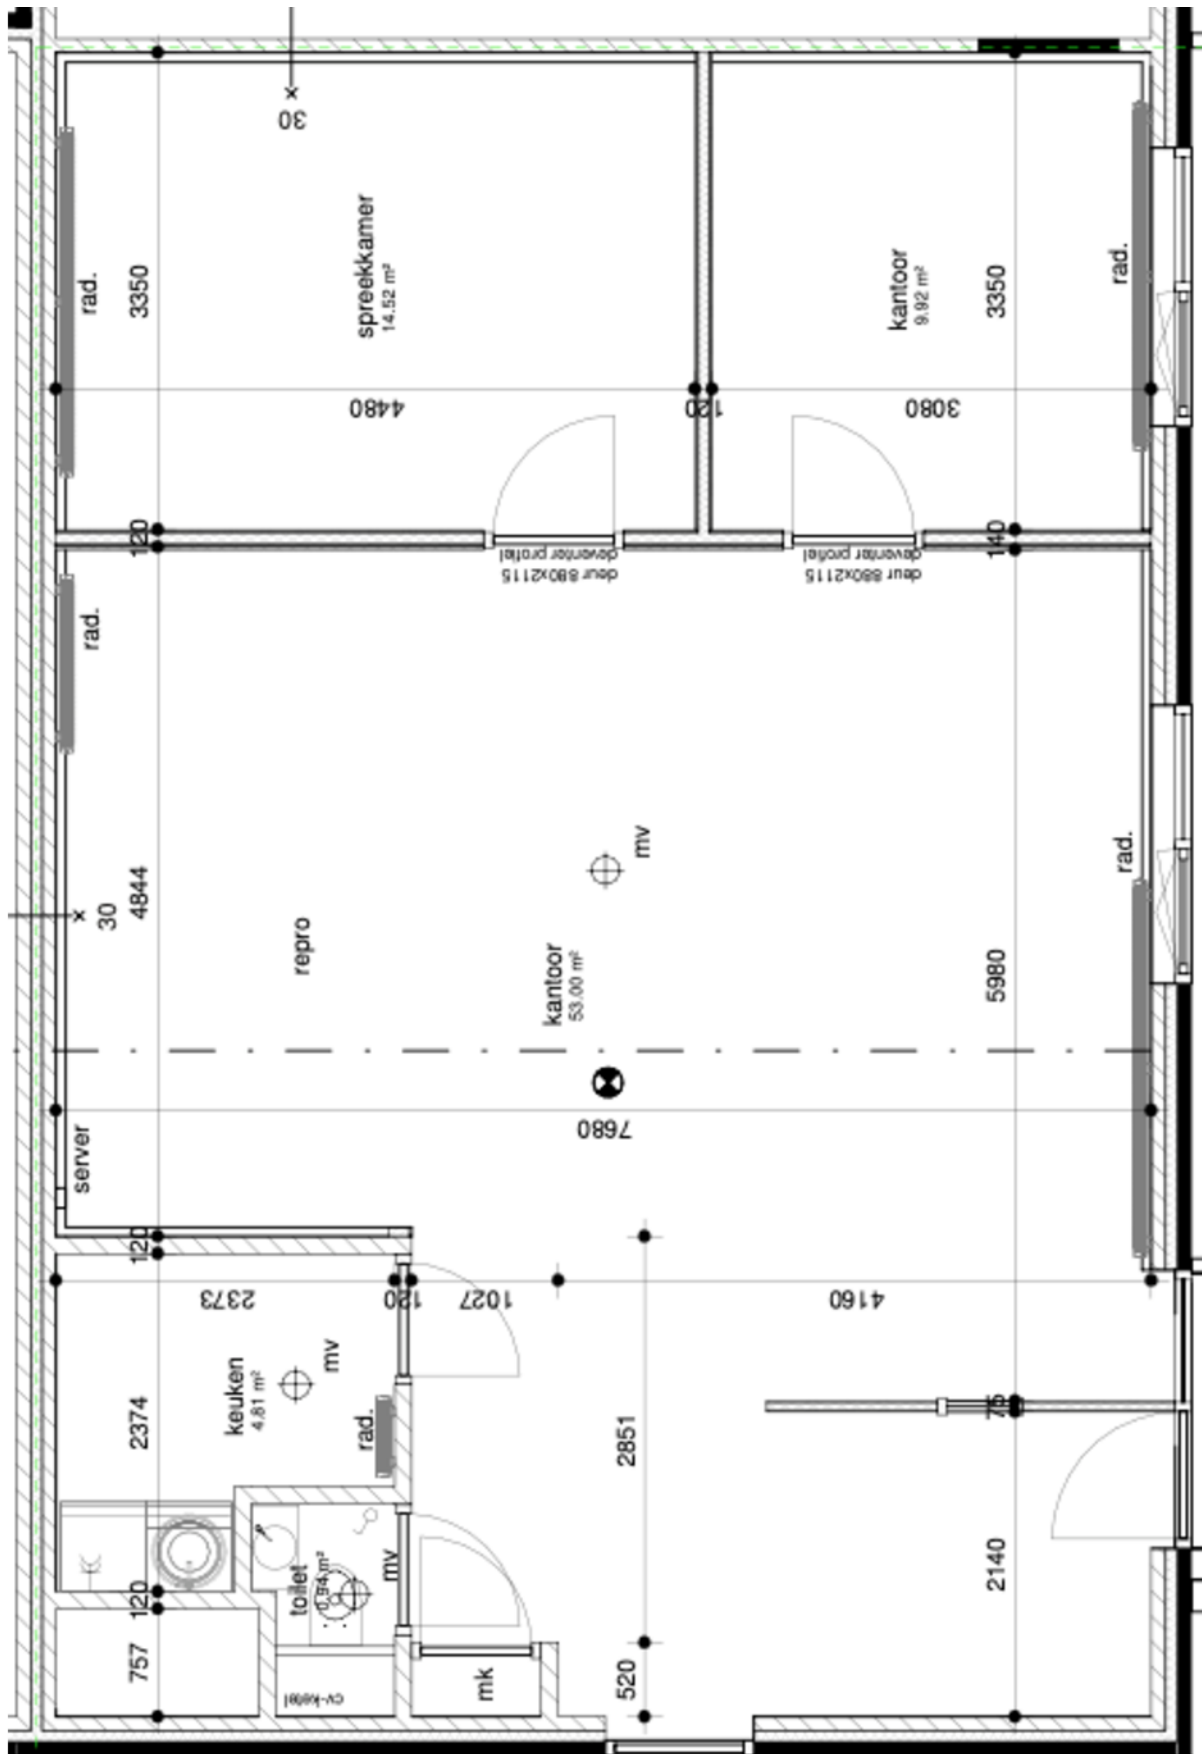 30
rad.
3350
spreekkamer
14.52 m²
kantoor
9.92 m²
3350
rad.
4480
120
3080
120
deur 880x2115
deventer profiel
deur 880x2115
deventer profiel
140
rad.
mv
rad.
30
4844
repro
kantoor
53.00 m²
5980
7680
server
120
2373
120
1027
4160
keuken
4.81 m²
mv
2374
rad.
2851
75
toilet
0.94 m²
mv
2140
120
757
cv-ketel
mk
520